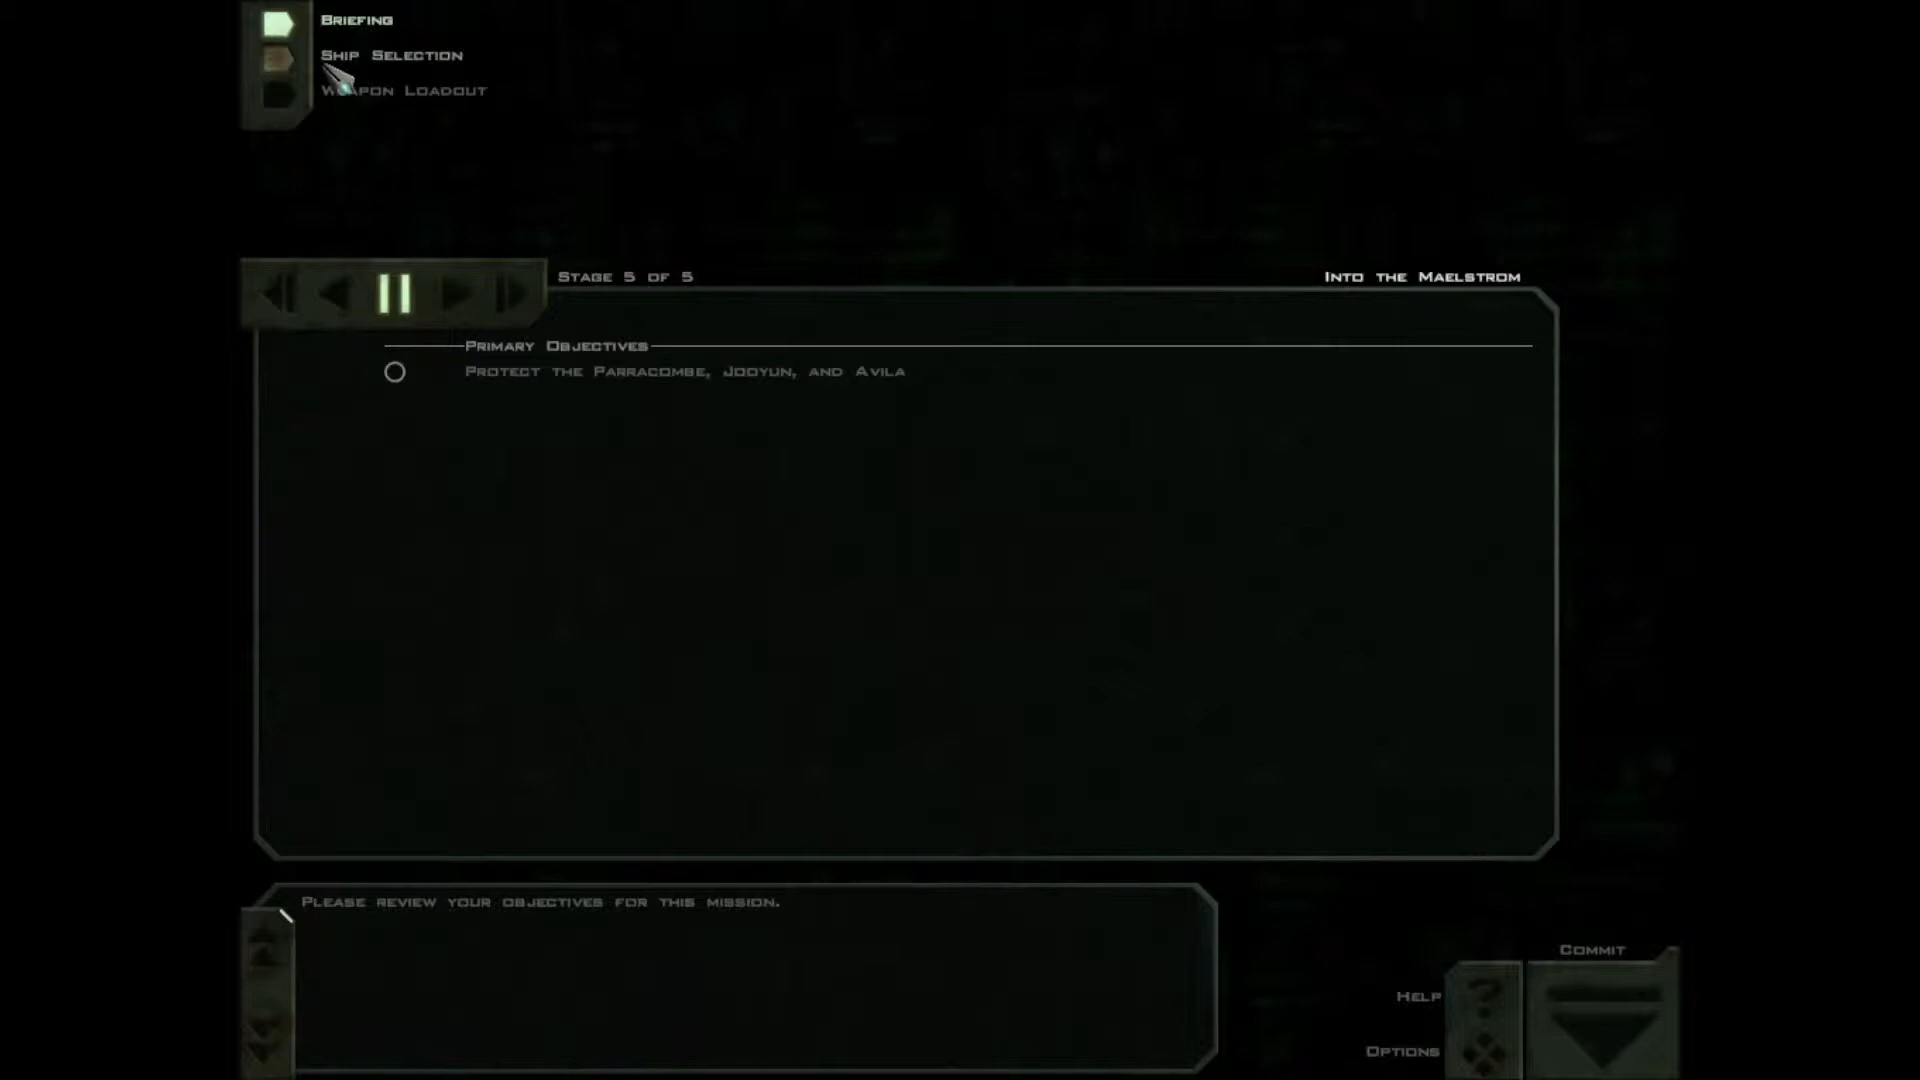 Briefing
Ship Selection
Weapon Loadout
Stage 5 of 5
Into the Maelstrom
Primary Objectives
Protect the Parracombe, Jooyun, and Avila
Please review your objectives for this mission.
Commit
Help
?
Options